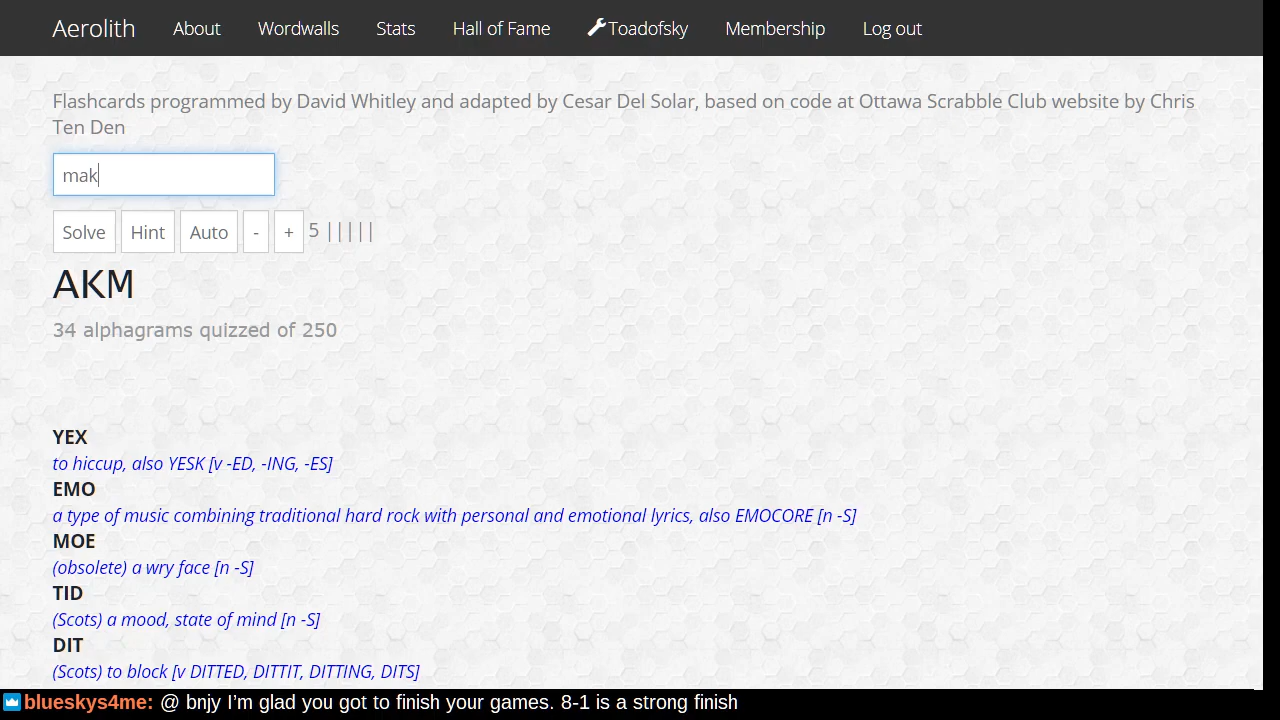 Aerolith About Wordwalls Stats Hall of Fame Toadofsky Membership Log out
Flashcards programmed by David Whitley and adapted by Cesar Del Solar, based on code at Ottawa Scrabble Club website by Chris
Ten Den
mak
Solve Hint Auto - + 5 |||||
AKM
34 alphagrams quizzed of 250
YEX
to hiccup, also YESK [v -ED, -ING, -ES]
EMO
a type of music combining traditional hard rock with personal and emotional lyrics, also EMOCORE [n -S]
MOE
(obsolete) a wry face [n -S]
TID
(Scots) a mood, state of mind [n -S]
DIT
(Scots) to block [v DITTED, DITTIT, DITTING, DITS]
blueskys4me: @ bnjy I'm glad you got to finish your games. 8-1 is a strong finish